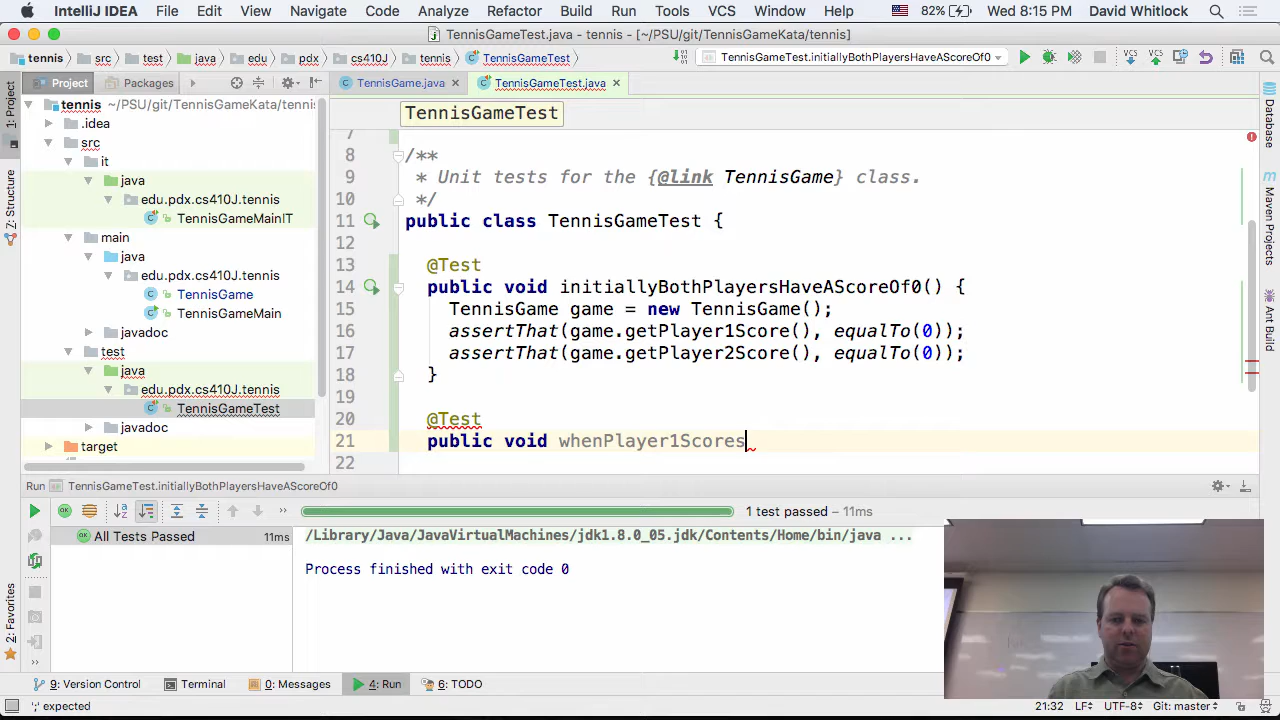 IntelliJ IDEA File Edit View Navigate Code Analyze Refactor Build Run Tools VCS Window Help 82% Wed 8:15 PM David Whitlock
TennisGameTest.java - tennis - [~/PSU/git/TennisGameKata/tennis]
tennis src test java edu pdx cs410J tennis TennisGameTest TennisGameTest.initiallyBothPlayersHaveAScoreOf0 VCS VCS
Project Packages TennisGame.java TennisGameTest.java
TennisGameTest
1: Project
Z: Structure
2: Favorites
tennis ~/PSU/git/TennisGameKata/tennis
.idea
src
it
java
edu.pdx.cs410J.tennis
TennisGameMainIT
main
java
edu.pdx.cs410J.tennis
TennisGame
TennisGameMain
javadoc
test
java
edu.pdx.cs410J.tennis
TennisGameTest
javadoc
target
7
8 /**
9 * Unit tests for the {@link TennisGame} class.
10 */
11 public class TennisGameTest {
12
13 @Test
14 public void initiallyBothPlayersHaveAScoreOf0() {
15 TennisGame game = new TennisGame();
16 assertThat(game.getPlayer1Score(), equalTo(0));
17 assertThat(game.getPlayer2Score(), equalTo(0));
18 }
19
20 @Test
21 public void whenPlayer1Scores
22
Database
Maven Projects
Ant Build
Run TennisGameTest.initiallyBothPlayersHaveAScoreOf0
1 test passed – 11ms
All Tests Passed 11ms
/Library/Java/JavaVirtualMachines/jdk1.8.0_05.jdk/Contents/Home/bin/java ...
Process finished with exit code 0
9: Version Control Terminal 0: Messages 4: Run 6: TODO
';' expected 21:32 LF÷ UTF-8÷ Git: master÷